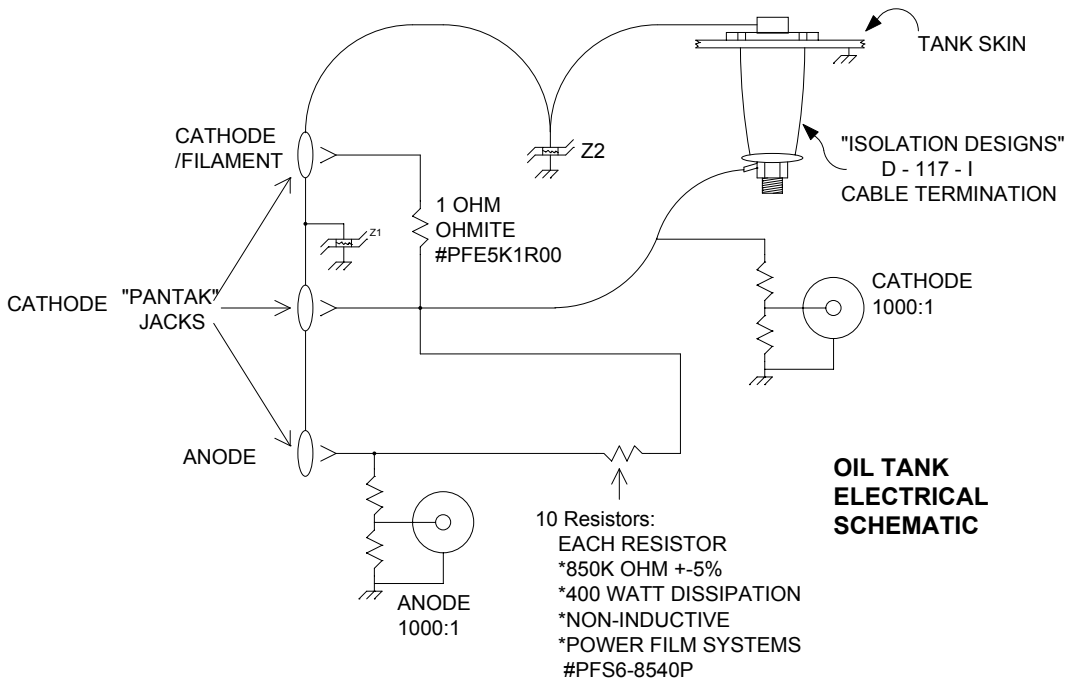 TANK SKIN
CATHODE
/FILAMENT
Z2
"ISOLATION DESIGNS"
D - 117 - I
CABLE TERMINATION
1 OHM
OHMITE
#PFE5K1R00
Z1
CATHODE
1000:1
CATHODE "PANTAK"
JACKS
ANODE
OIL TANK
ELECTRICAL
SCHEMATIC
10 Resistors:
EACH RESISTOR
*850K OHM +-5%
*400 WATT DISSIPATION
*NON-INDUCTIVE
*POWER FILM SYSTEMS
#PFS6-8540P
ANODE
1000:1